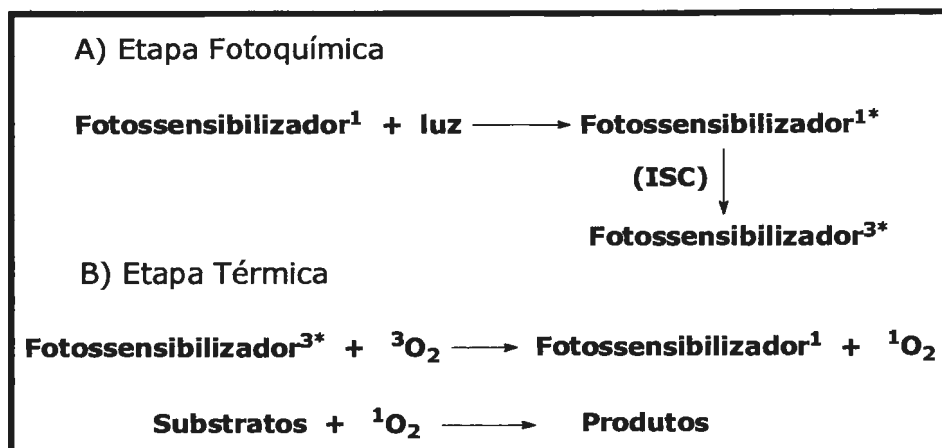 A) Etapa Fotoquímica
Fotossensibilizador¹ + luz ⟶ Fotossensibilizador¹*
(ISC)
Fotossensibilizador³*
B) Etapa Térmica
Fotossensibilizador³* + ³O₂ ⟶ Fotossensibilizador¹ + ¹O₂
Substratos + ¹O₂ ⟶ Produtos